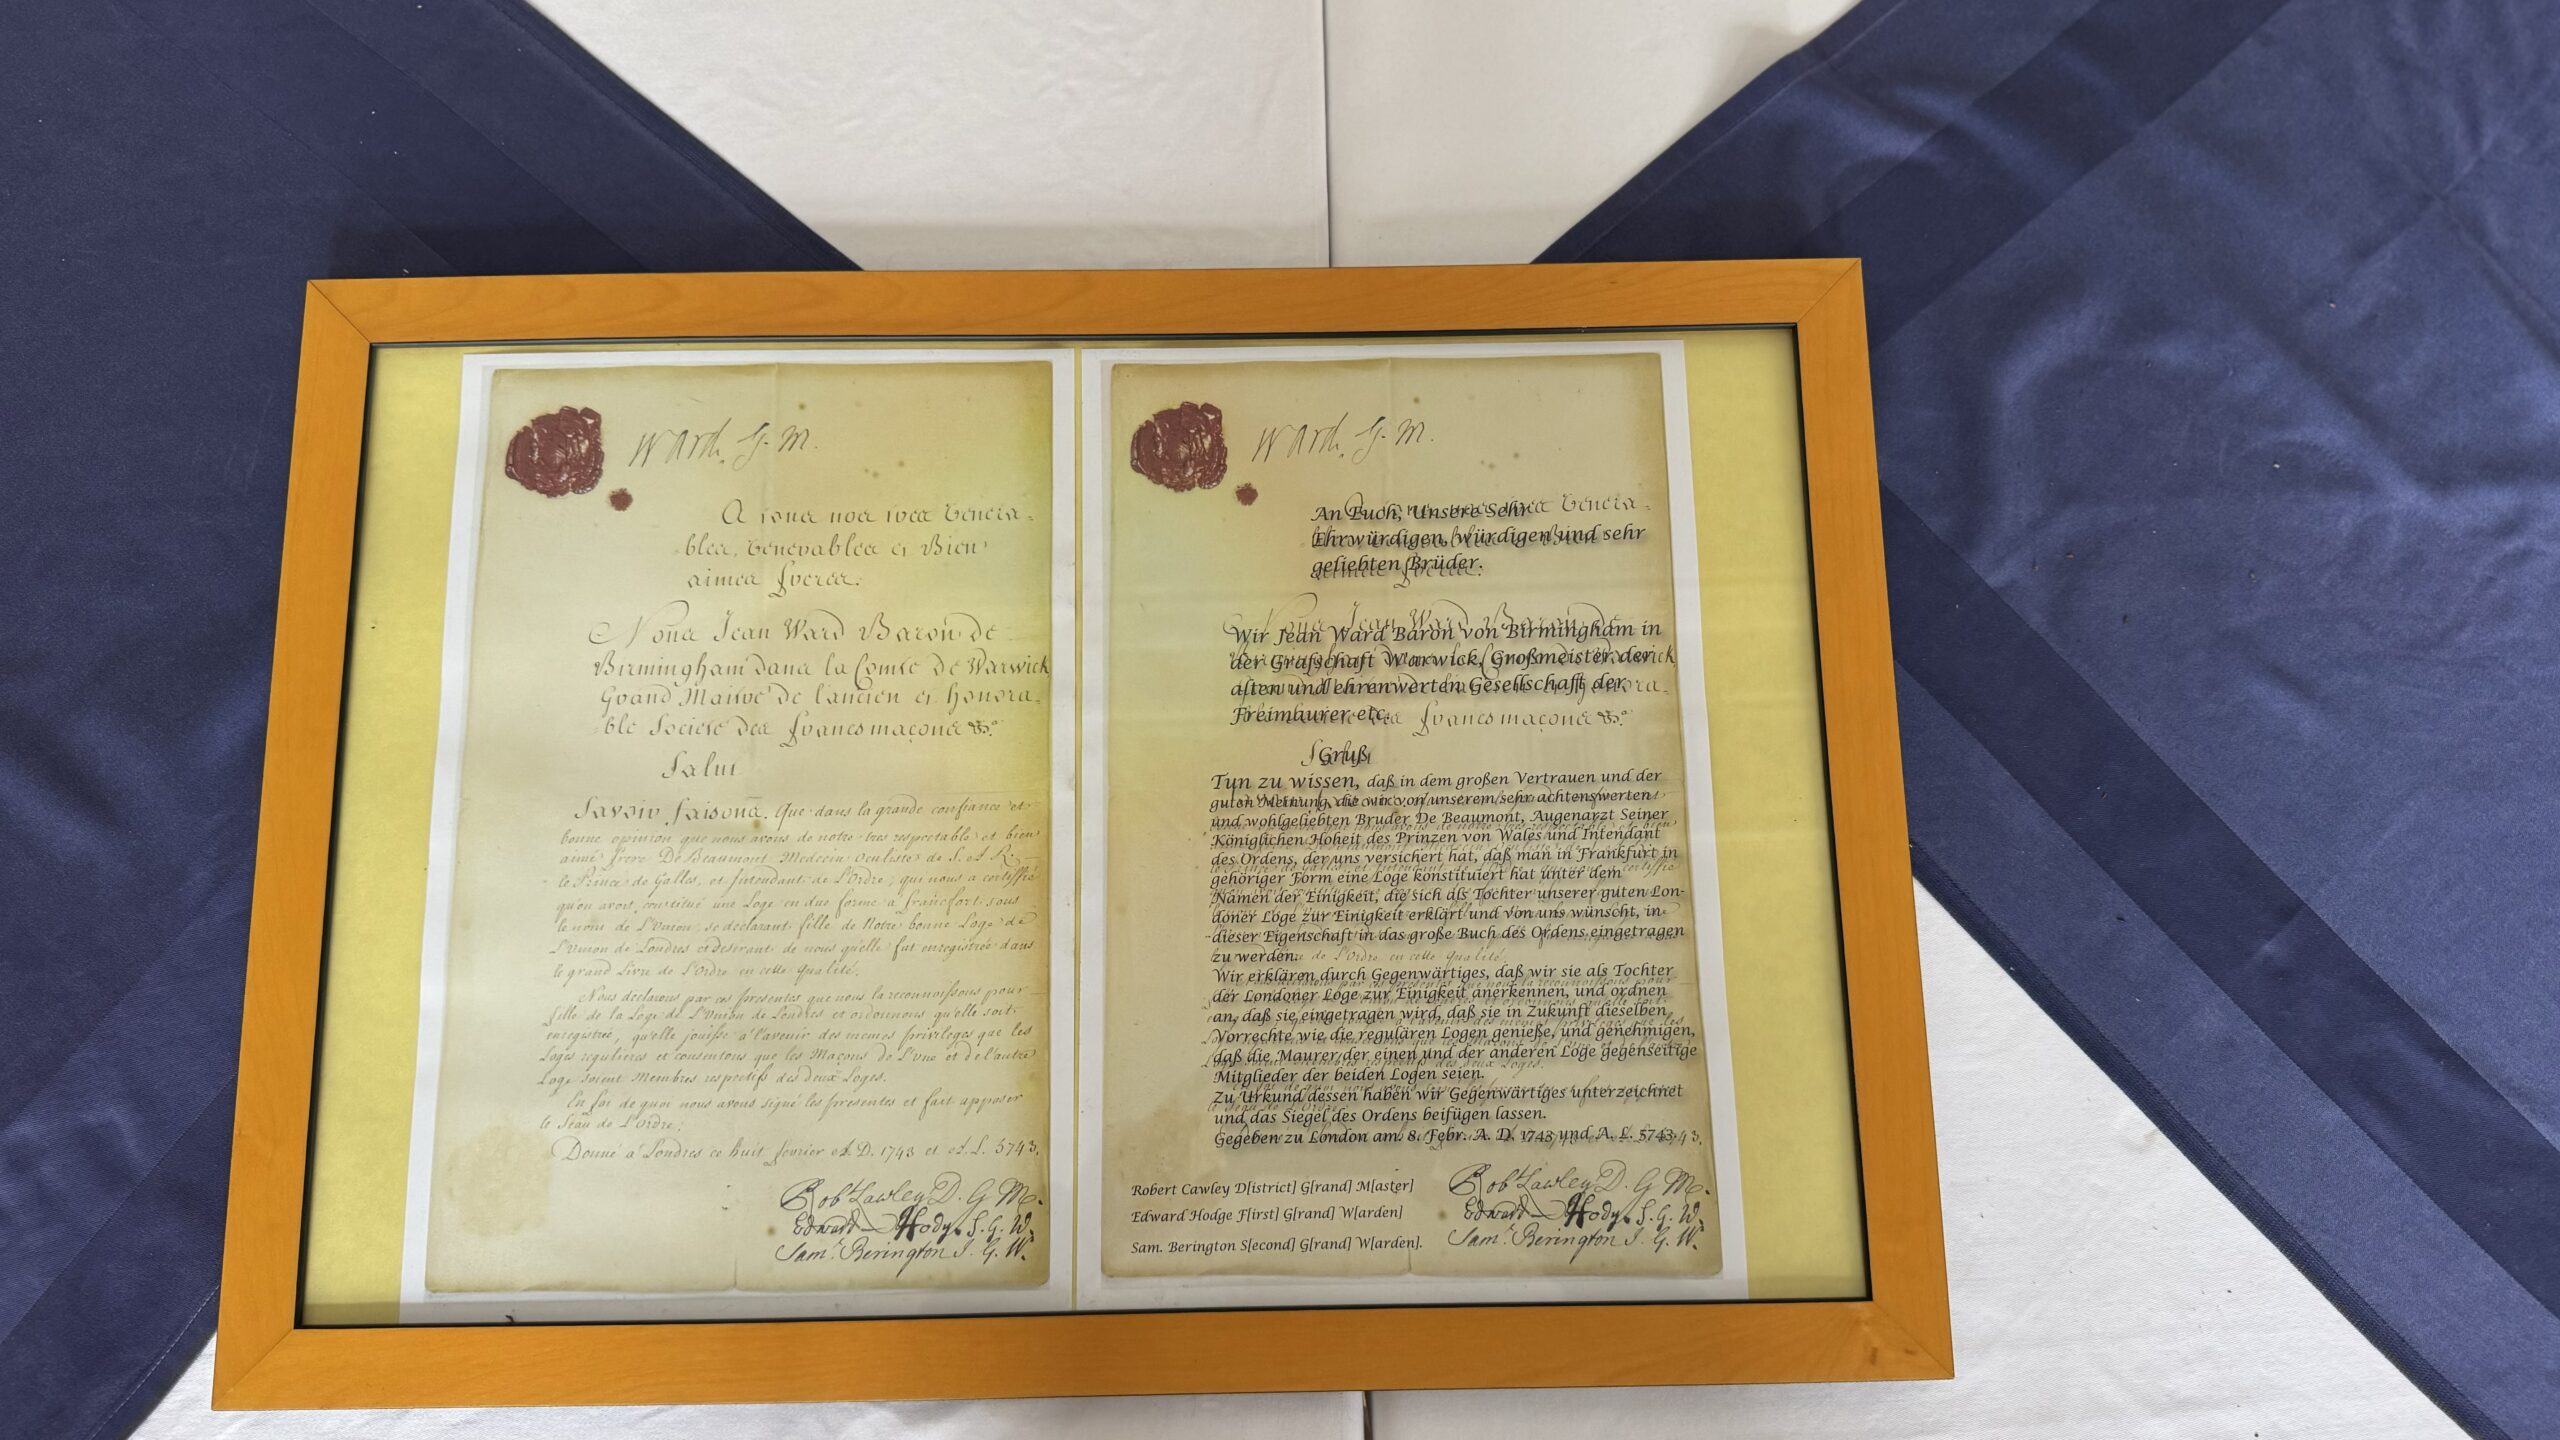 Ward. G. M.
A tous nos tres Venera-
bles, Venerables et Bien
aimes freres.
Nous Jean Ward Baron de
Birmingham dans la Comté de Warwick
Grand Maitre de l'ancien et honora-
ble Societé des francsmaçons &c.
Salut
Savoir faisons. Que dans la grande confiance et
bonne opinion que nous avons de notre tres respectable et bien
aimé frere De Beaumont Medecin oculiste de S. A. R.
le Prince de Galles, et Intendant de L'Ordre; qui nous a certiffié
qu'on avoit constitué une Loge en due forme a francfort sous
le nom de L'Union, se declarant fille de Notre bonne Loge de
L'Union de Londres et deserant de nous qu'elle fut enregistrée dans
le grand Livre de L'Ordre en cette qualité.
Nous declarons par ces presentes que nous la reconnoissons pour
fille de la Loge de L'Union de Londres et ordonnons qu'elle soit
enregistrée, qu'elle jouisse a l'avenir des memes privileges que les
Loges regulieres et consentons que les Maçons de L'une et de l'autre
Loge soient Membres respectifs des deux Loges.
En foi de quoi nous avons signé les presentes et fait apposer
le Seau de L'Ordre;
Donné a Londres ce huit fevrier A. D. 1743 et A. L. 5743.
Robt Lawley D. G. M.
Edward Hody. S. G. W.
Sam. Berington J. G. W.
Ward. G. M.
An Euch, Unsere Sehr
Ehrwürdigen, würdigen und sehr
geliebten Brüder.
Wir Jean Ward Baron von Birmingham in
der Grafschaft Warwick, Großmeister der
alten und ehrenwerten Gesellschaft der
Freimaurer etc.
Gruß
Tun zu wissen, daß in dem großen Vertrauen und der
guten Meinung, die wir von unserem sehr achtenswerten
und wohlgeliebten Bruder De Beaumont, Augenarzt Seiner
Königlichen Hoheit des Prinzen von Wales und Intendant
des Ordens, der uns versichert hat, daß man in Frankfurt in
gehöriger Form eine Loge konstituiert hat unter dem
Namen der Einigkeit, die sich als Tochter unserer guten Lon-
doner Loge zur Einigkeit erklärt und von uns wünscht, in
dieser Eigenschaft in das große Buch des Ordens eingetragen
zu werden.
Wir erklären durch Gegenwärtiges, daß wir sie als Tochter
der Londoner Loge zur Einigkeit anerkennen, und ordnen
an, daß sie eingetragen wird, daß sie in Zukunft dieselben
Vorrechte wie die regulären Logen genieße, und genehmigen,
daß die Maurer der einen und der anderen Loge gegenseitige
Mitglieder der beiden Logen seien.
Zu Urkund dessen haben wir Gegenwärtiges unterzeichnet
und das Siegel des Ordens beifügen lassen.
Gegeben zu London am 8. Febr. A. D. 1743 und A. L. 5743.
Robert Cawley D[istrict] G[rand] M[aster]
Edward Hodge F[irst] G[rand] W[arden]
Sam. Berington S[econd] G[rand] W[arden].
Robt Lawley D. G. M.
Edward Hody. S. G. W.
Sam. Berington J. G. W.